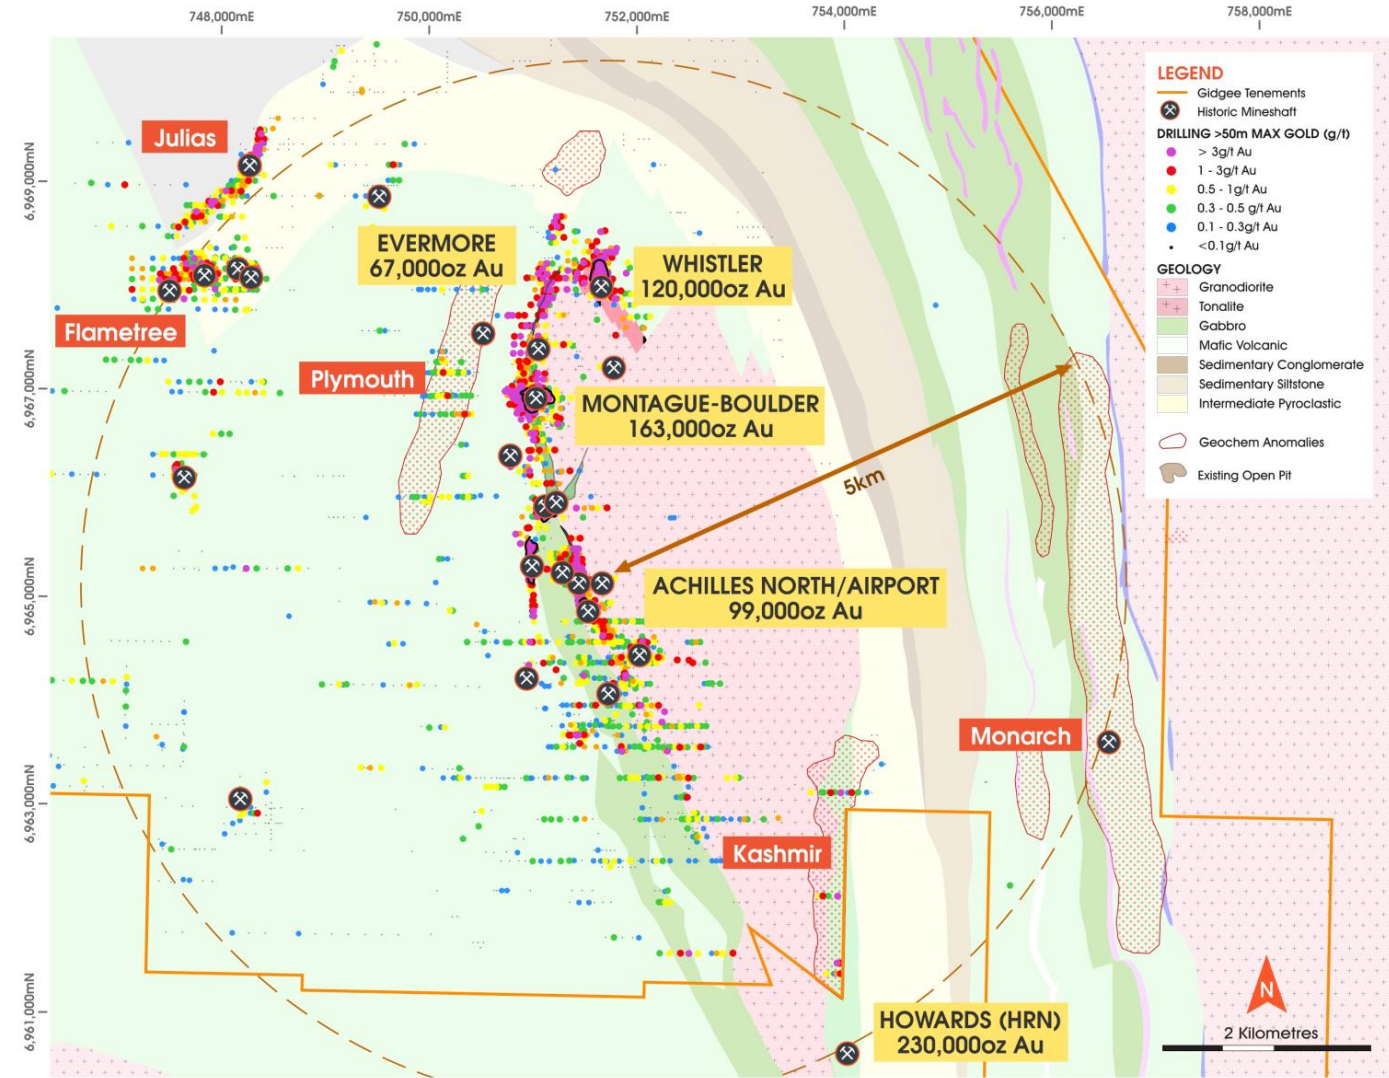 748,000mE
750,000mE
752,000mE
754,000mE
756,000mE
758,000mE
6,969,000mN
6,967,000mN
6,965,000mN
6,963,000mN
6,961,000mN
Julias
EVERMORE
67,000oz Au
WHISTLER
120,000oz Au
Flametree
Plymouth
MONTAGUE-BOULDER
163,000oz Au
5km
ACHILLES NORTH/AIRPORT
99,000oz Au
Monarch
Kashmir
HOWARDS (HRN)
230,000oz Au
LEGEND
Gidgee Tenements
Historic Mineshaft
DRILLING >50m MAX GOLD (g/t)
> 3g/t Au
1 - 3g/t Au
0.5 - 1g/t Au
0.3 - 0.5 g/t Au
0.1 - 0.3g/t Au
<0.1g/t Au
GEOLOGY
Granodiorite
Tonalite
Gabbro
Mafic Volcanic
Sedimentary Conglomerate
Sedimentary Siltstone
Intermediate Pyroclastic
Geochem Anomalies
Existing Open Pit
N
2 Kilometres